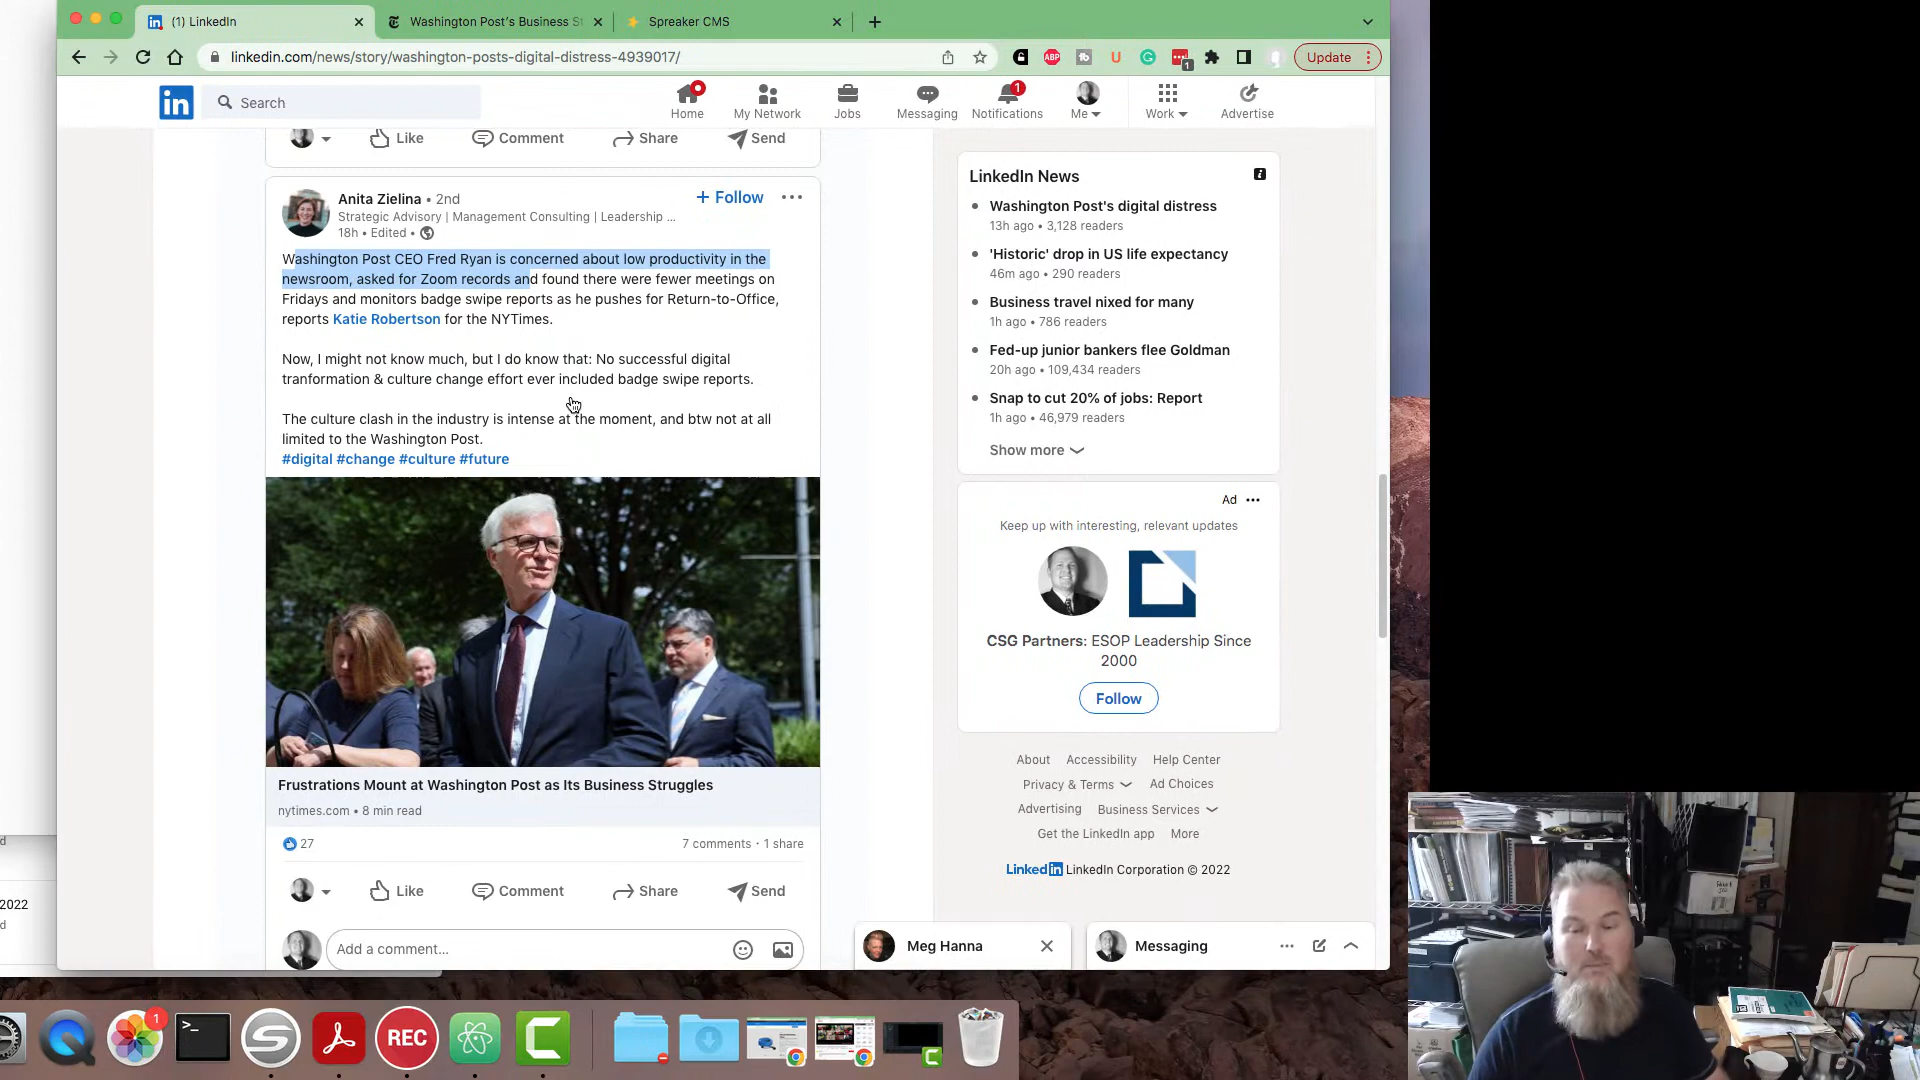 (1) LinkedIn
Washington Post's Business St
Spreaker CMS
linkedin.com/news/story/washington-posts-digital-distress-4939017/
ABP
1
Update
in
Search
Home
My Network
Jobs
Messaging
1
Notifications
Me
Work
Advertise
Like
Comment
Share
Send
Anita Zielina • 2nd
Strategic Advisory | Management Consulting | Leadership ...
18h • Edited •
+ Follow
Washington Post CEO Fred Ryan is concerned about low productivity in the
newsroom, asked for Zoom records and found there were fewer meetings on
Fridays and monitors badge swipe reports as he pushes for Return-to-Office,
reports Katie Robertson for the NYTimes.
Now, I might not know much, but I do know that: No successful digital
tranformation & culture change effort ever included badge swipe reports.
The culture clash in the industry is intense at the moment, and btw not at all
limited to the Washington Post.
#digital #change #culture #future
Frustrations Mount at Washington Post as Its Business Struggles
nytimes.com • 8 min read
27
7 comments · 1 share
Like
Comment
Share
Send
Add a comment...
LinkedIn News
Washington Post's digital distress
13h ago • 3,128 readers
'Historic' drop in US life expectancy
46m ago • 290 readers
Business travel nixed for many
1h ago • 786 readers
Fed-up junior bankers flee Goldman
20h ago • 109,434 readers
Snap to cut 20% of jobs: Report
1h ago • 46,979 readers
Show more
Ad
Keep up with interesting, relevant updates
CSG Partners: ESOP Leadership Since
2000
Follow
About Accessibility Help Center
Privacy & Terms Ad Choices
Advertising Business Services
Get the LinkedIn app More
LinkedIn LinkedIn Corporation © 2022
Meg Hanna
Messaging
2022
1
REC